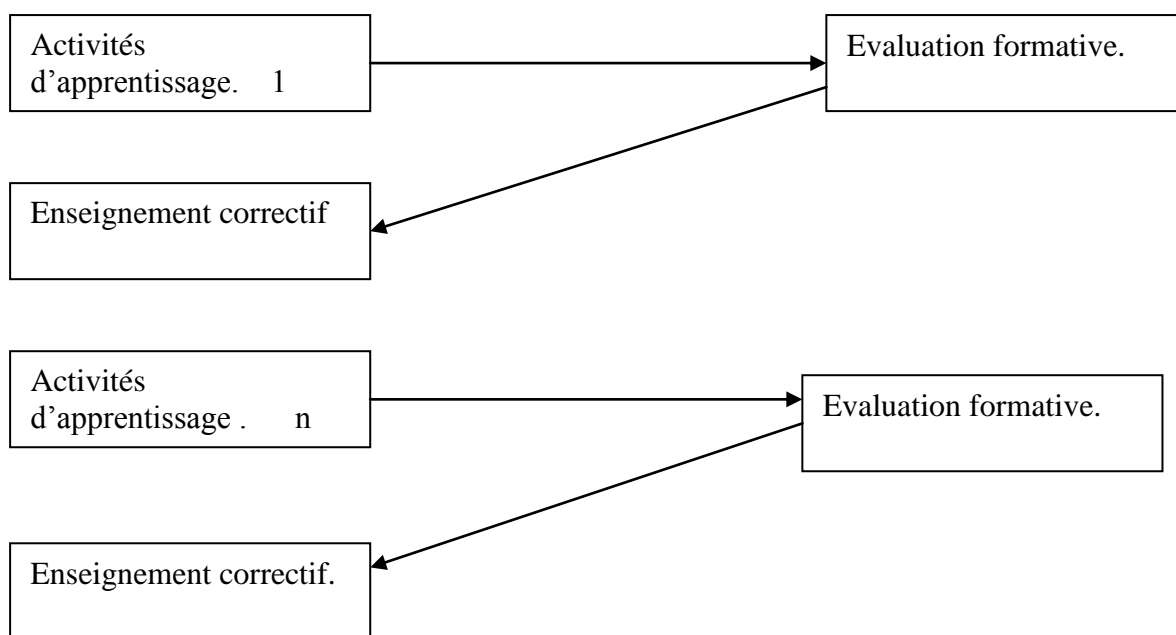 Activités
d’apprentissage. 1
Evaluation formative.
Enseignement correctif
Activités
d’apprentissage . n
Evaluation formative.
Enseignement correctif.